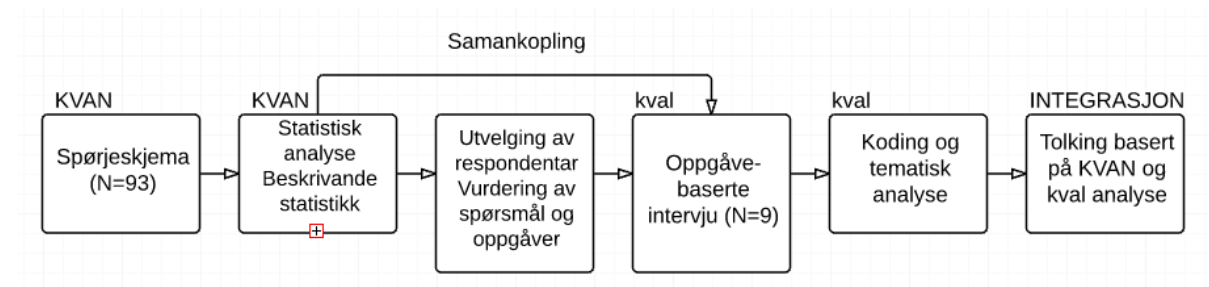 Samankopling
KVAN
Spørjeskjema
(N=93)
KVAN
Statistisk
analyse
Beskrivande
statistikk
Utvelging av
respondentar
Vurdering av
spørsmål og
oppgåver
kval
Oppgåve-
baserte
intervju (N=9)
kval
Koding og
tematisk
analyse
INTEGRASJON
Tolking basert
på KVAN og
kval analyse